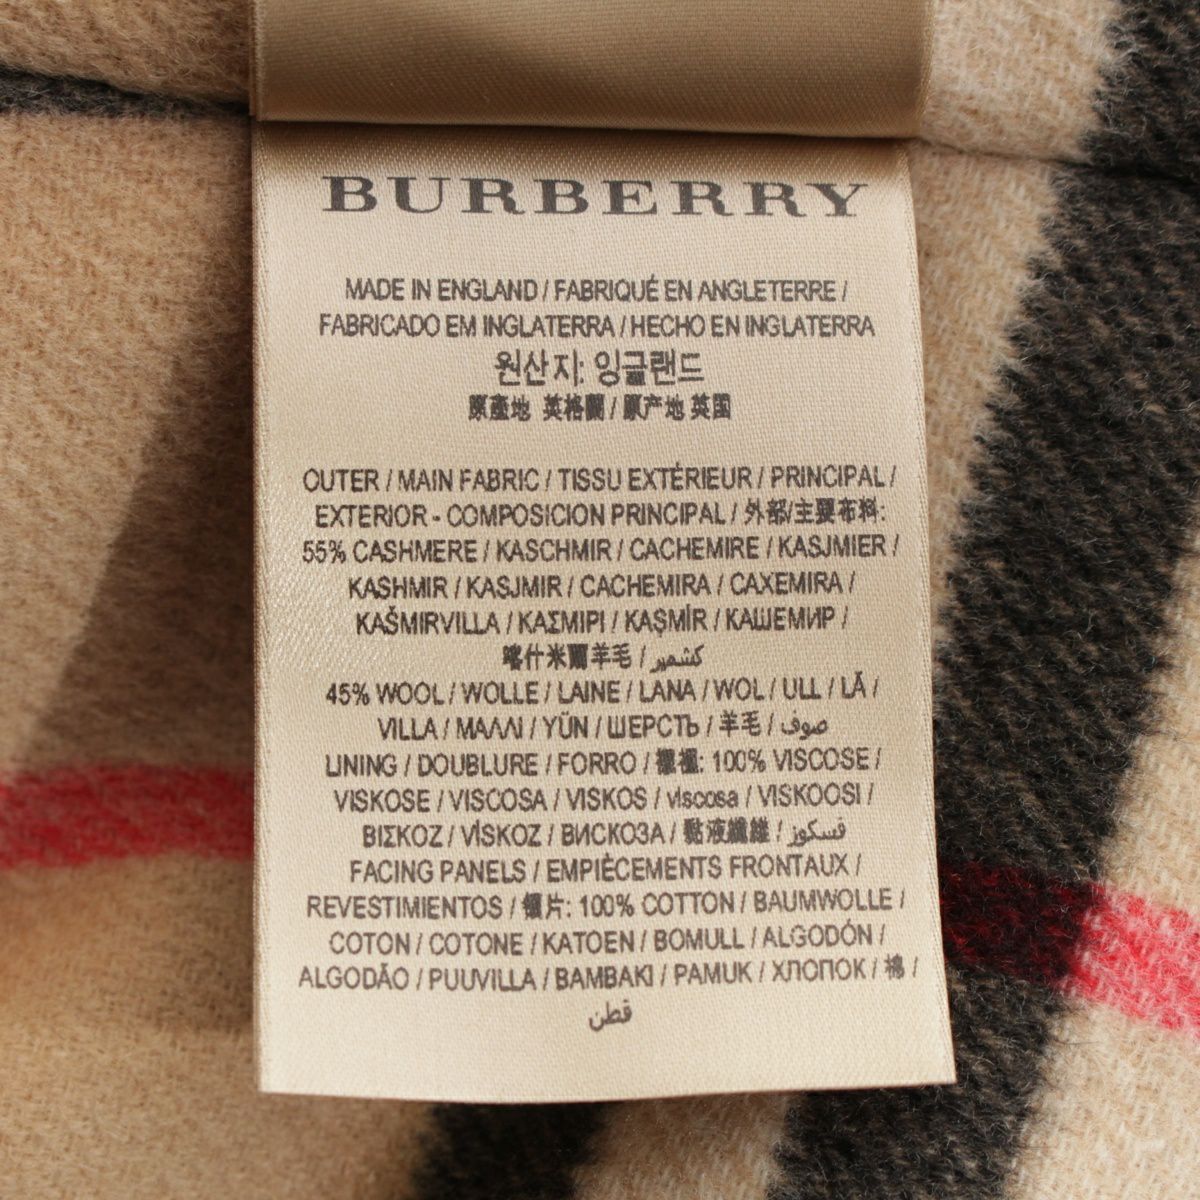 BURBERRY
MADE IN ENGLAND / FABRIQUÉ EN ANGLETERRE /
FABRICADO EM INGLATERRA / HECHO EN INGLATERRA
원산지: 잉글랜드
原產地 英格蘭 / 原产地 英国
OUTER / MAIN FABRIC / TISSU EXTÉRIEUR / PRINCIPAL /
EXTERIOR - COMPOSICION PRINCIPAL / 外部/主要布料:
55% CASHMERE / KASCHMIR / CACHEMIRE / KASJMIER /
KASHMIR / KASJMIR / CACHEMIRA / CAXEMIRA /
KAŠMIRVILLA / ΚΑΣΜΙΡΙ / KAŞMİR / КАШЕМИР /
喀什米爾羊毛 / كشمير
45% WOOL / WOLLE / LAINE / LANA / WOL / ULL / LÃ /
VILLA / ΜΑΛΛΙ / YÜN / ШЕРСТЬ / 羊毛 / صوف
LINING / DOUBLURE / FORRO / 襯裡: 100% VISCOSE /
VISKOSE / VISCOSA / VISKOS / viscosa / VISKOOSI /
ΒΙΣΚΟΖ / VİSKOZ / ВИСКОЗА / 黏液纖維 / فسكوز
FACING PANELS / EMPIÈCEMENTS FRONTAUX /
REVESTIMIENTOS / 鑲片: 100% COTTON / BAUMWOLLE /
COTON / COTONE / KATOEN / BOMULL / ALGODÓN /
ALGODÃO / PUUVILLA / BAMBAKI / PAMUK / ХЛОПОК / 棉 /
قطن